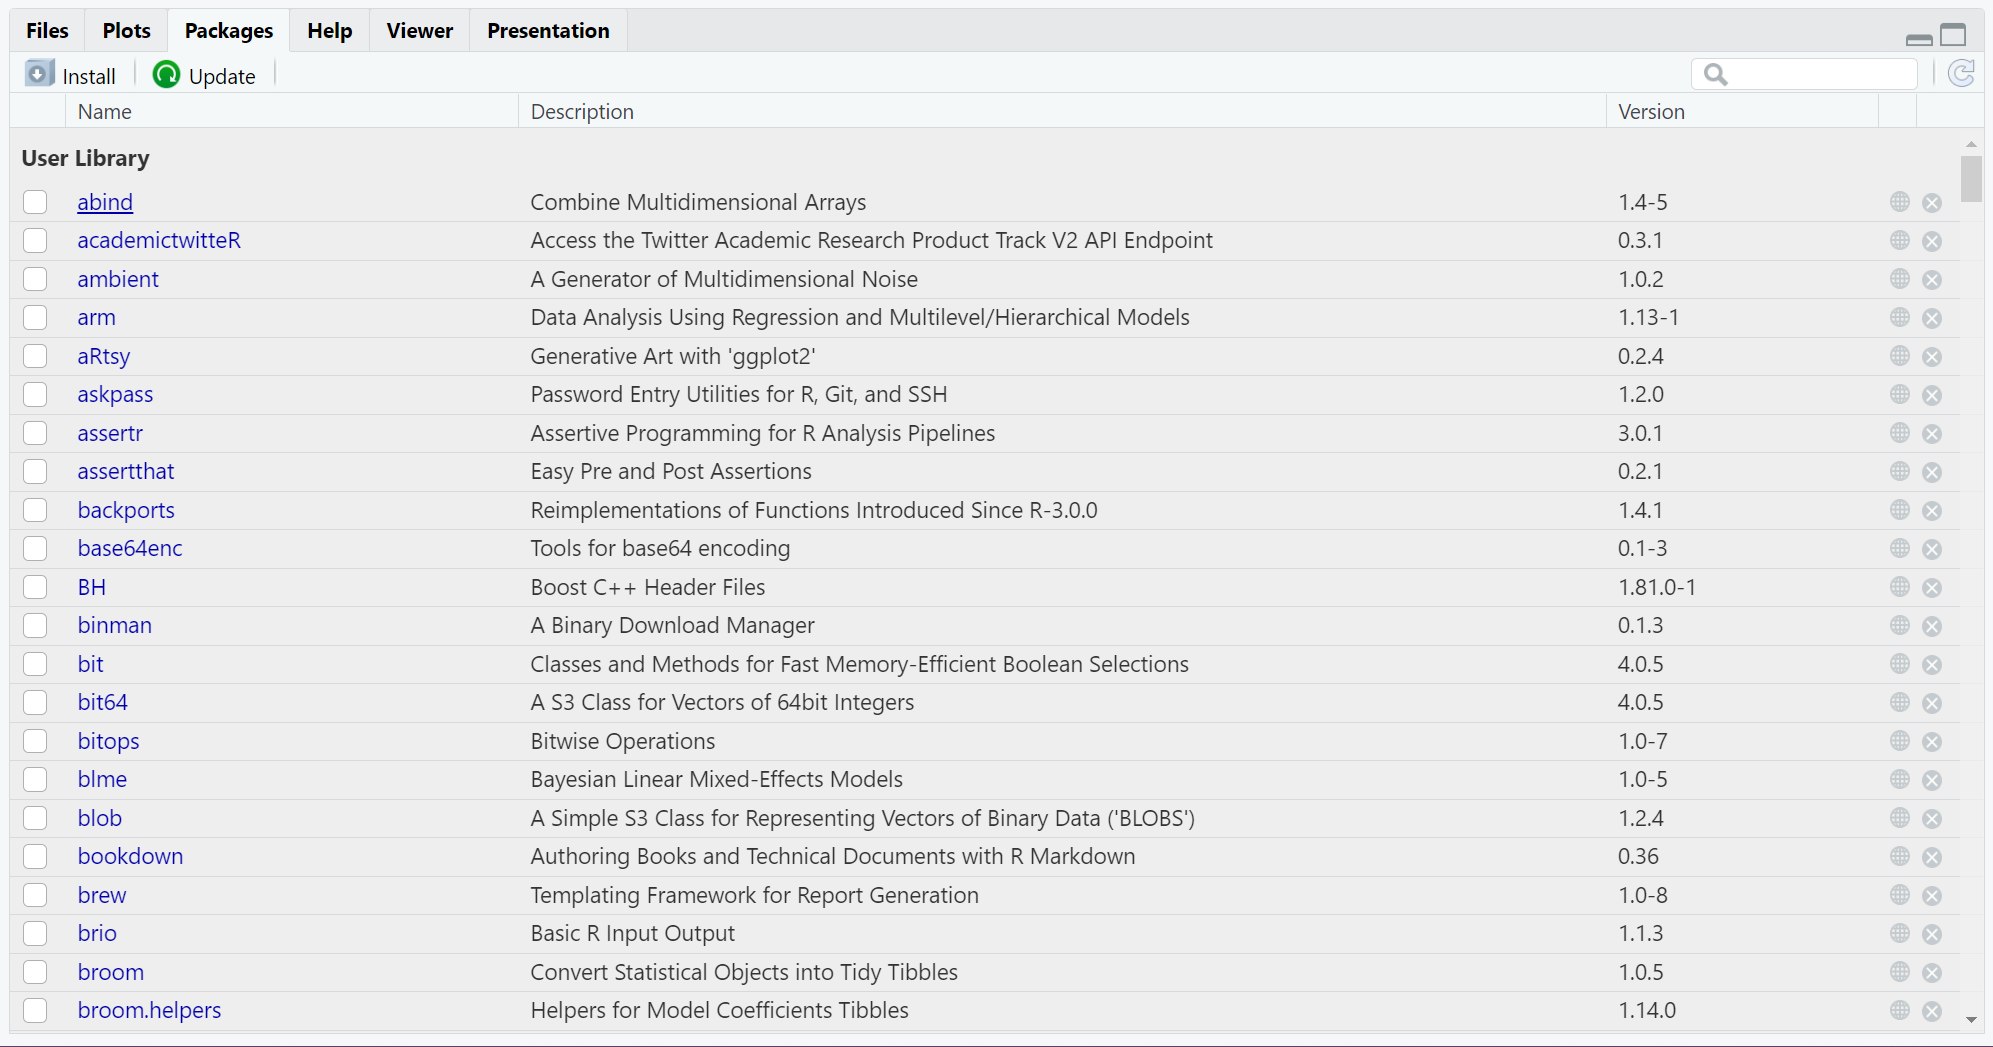 Files Plots Packages Help Viewer Presentation
Install Update
Name Description Version
User Library
abind Combine Multidimensional Arrays 1.4-5
academictwitteR Access the Twitter Academic Research Product Track V2 API Endpoint 0.3.1
ambient A Generator of Multidimensional Noise 1.0.2
arm Data Analysis Using Regression and Multilevel/Hierarchical Models 1.13-1
aRtsy Generative Art with 'ggplot2' 0.2.4
askpass Password Entry Utilities for R, Git, and SSH 1.2.0
assertr Assertive Programming for R Analysis Pipelines 3.0.1
assertthat Easy Pre and Post Assertions 0.2.1
backports Reimplementations of Functions Introduced Since R-3.0.0 1.4.1
base64enc Tools for base64 encoding 0.1-3
BH Boost C++ Header Files 1.81.0-1
binman A Binary Download Manager 0.1.3
bit Classes and Methods for Fast Memory-Efficient Boolean Selections 4.0.5
bit64 A S3 Class for Vectors of 64bit Integers 4.0.5
bitops Bitwise Operations 1.0-7
blme Bayesian Linear Mixed-Effects Models 1.0-5
blob A Simple S3 Class for Representing Vectors of Binary Data ('BLOBS') 1.2.4
bookdown Authoring Books and Technical Documents with R Markdown 0.36
brew Templating Framework for Report Generation 1.0-8
brio Basic R Input Output 1.1.3
broom Convert Statistical Objects into Tidy Tibbles 1.0.5
broom.helpers Helpers for Model Coefficients Tibbles 1.14.0